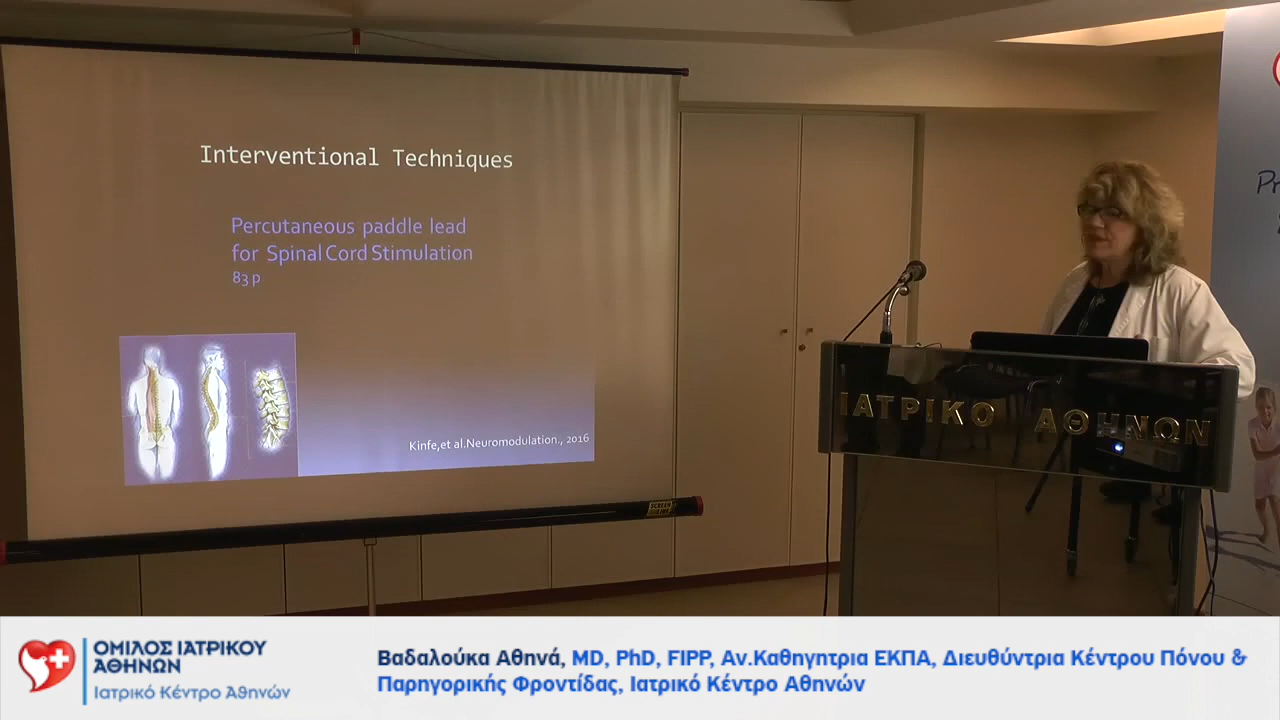 Interventional Techniques
Percutaneous paddle lead
for Spinal Cord Stimulation
83 p
Kinfe,et al.Neuromodulation., 2016
ΙΑΤΡΙΚΟ ΑΘΗΝΩΝ
ΟΜΙΛΟΣ ΙΑΤΡΙΚΟΥ
ΑΘΗΝΩΝ
Ιατρικό Κέντρο Αθηνών
Βαδαλούκα Αθηνά, MD, PhD, FIPP, Αν.Καθηγητρια ΕΚΠΑ, Διευθύντρια Κέντρου Πόνου &
Παρηγορικής Φροντίδας, Ιατρικό Κέντρο Αθηνών